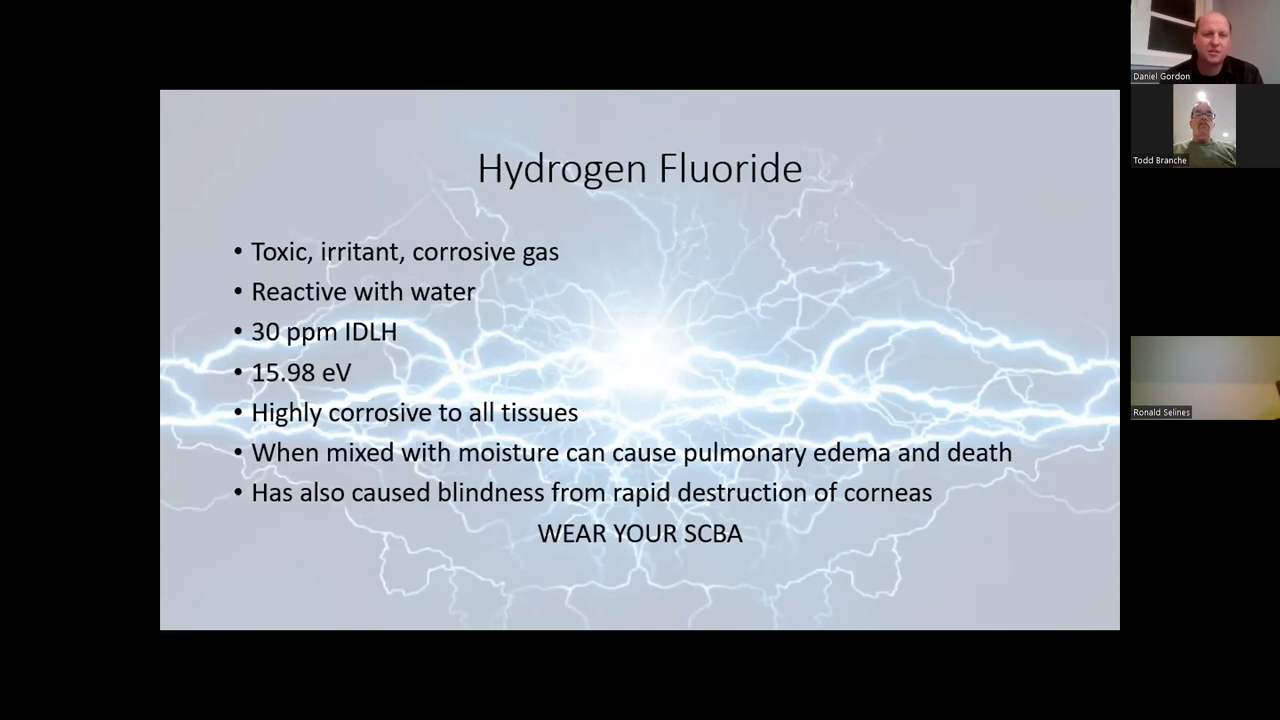 Hydrogen Fluoride
• Toxic, irritant, corrosive gas
• Reactive with water
• 30 ppm IDLH
• 15.98 eV
• Highly corrosive to all tissues
• When mixed with moisture can cause pulmonary edema and death
• Has also caused blindness from rapid destruction of corneas
WEAR YOUR SCBA
Daniel Gordon
Todd Branche
Ronald Selines